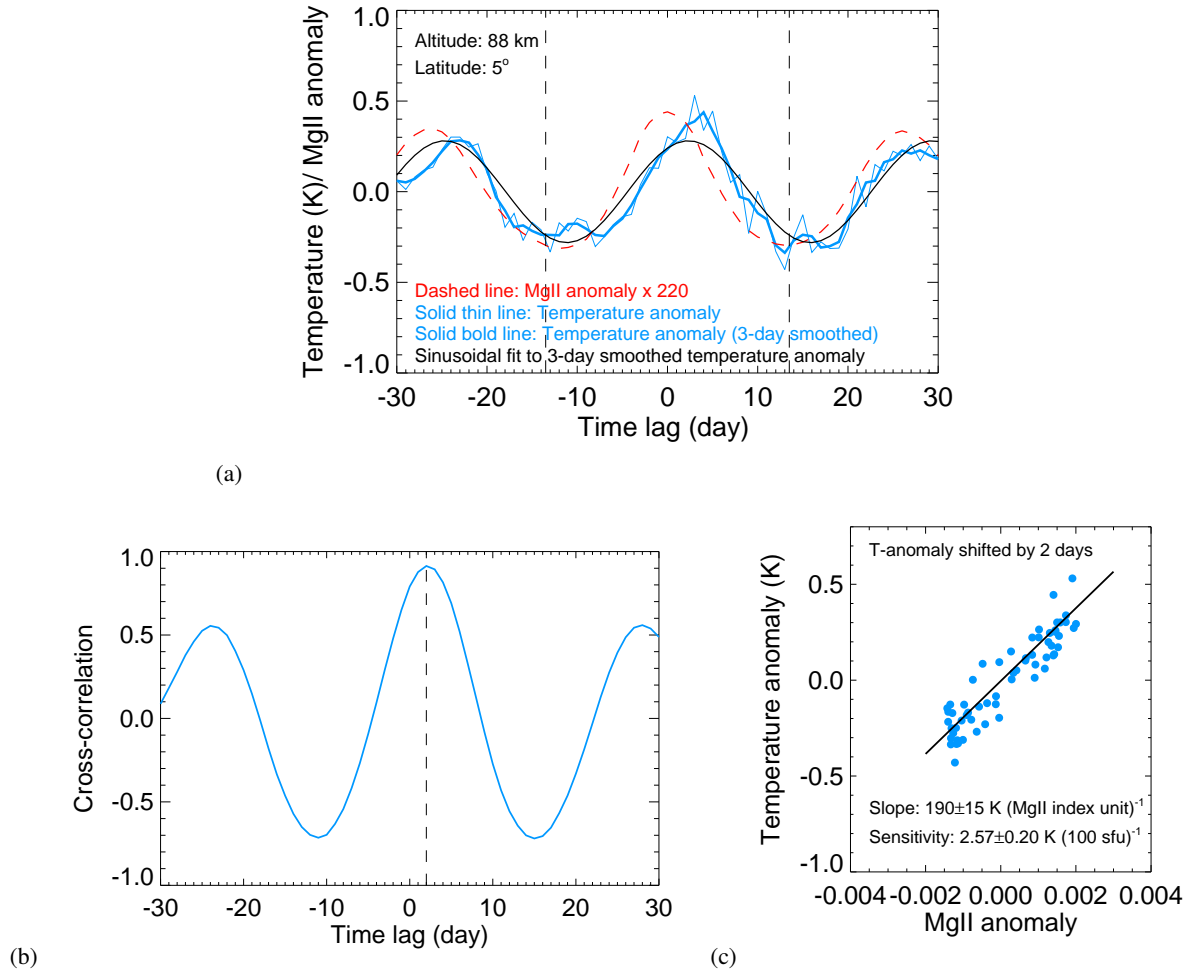 1.0
0.5
0.0
-0.5
-1.0
Temperature (K)/ MgII anomaly
Altitude: 88 km
Latitude: 5o
Dashed line: MgII anomaly x 220
Solid thin line: Temperature anomaly
Solid bold line: Temperature anomaly (3-day smoothed)
Sinusoidal fit to 3-day smoothed temperature anomaly
-30 -20 -10 0 10 20 30
Time lag (day)
(a)
1.0
0.5
0.0
-0.5
-1.0
Cross-correlation
-30 -20 -10 0 10 20 30
Time lag (day)
(b)
T-anomaly shifted by 2 days
0.5
0.0
-0.5
-1.0
Temperature anomaly (K)
Slope: 190±15 K (MgII index unit)-1
Sensitivity: 2.57±0.20 K (100 sfu)-1
-0.004 -0.002 0.000 0.002 0.004
MgII anomaly
(c)